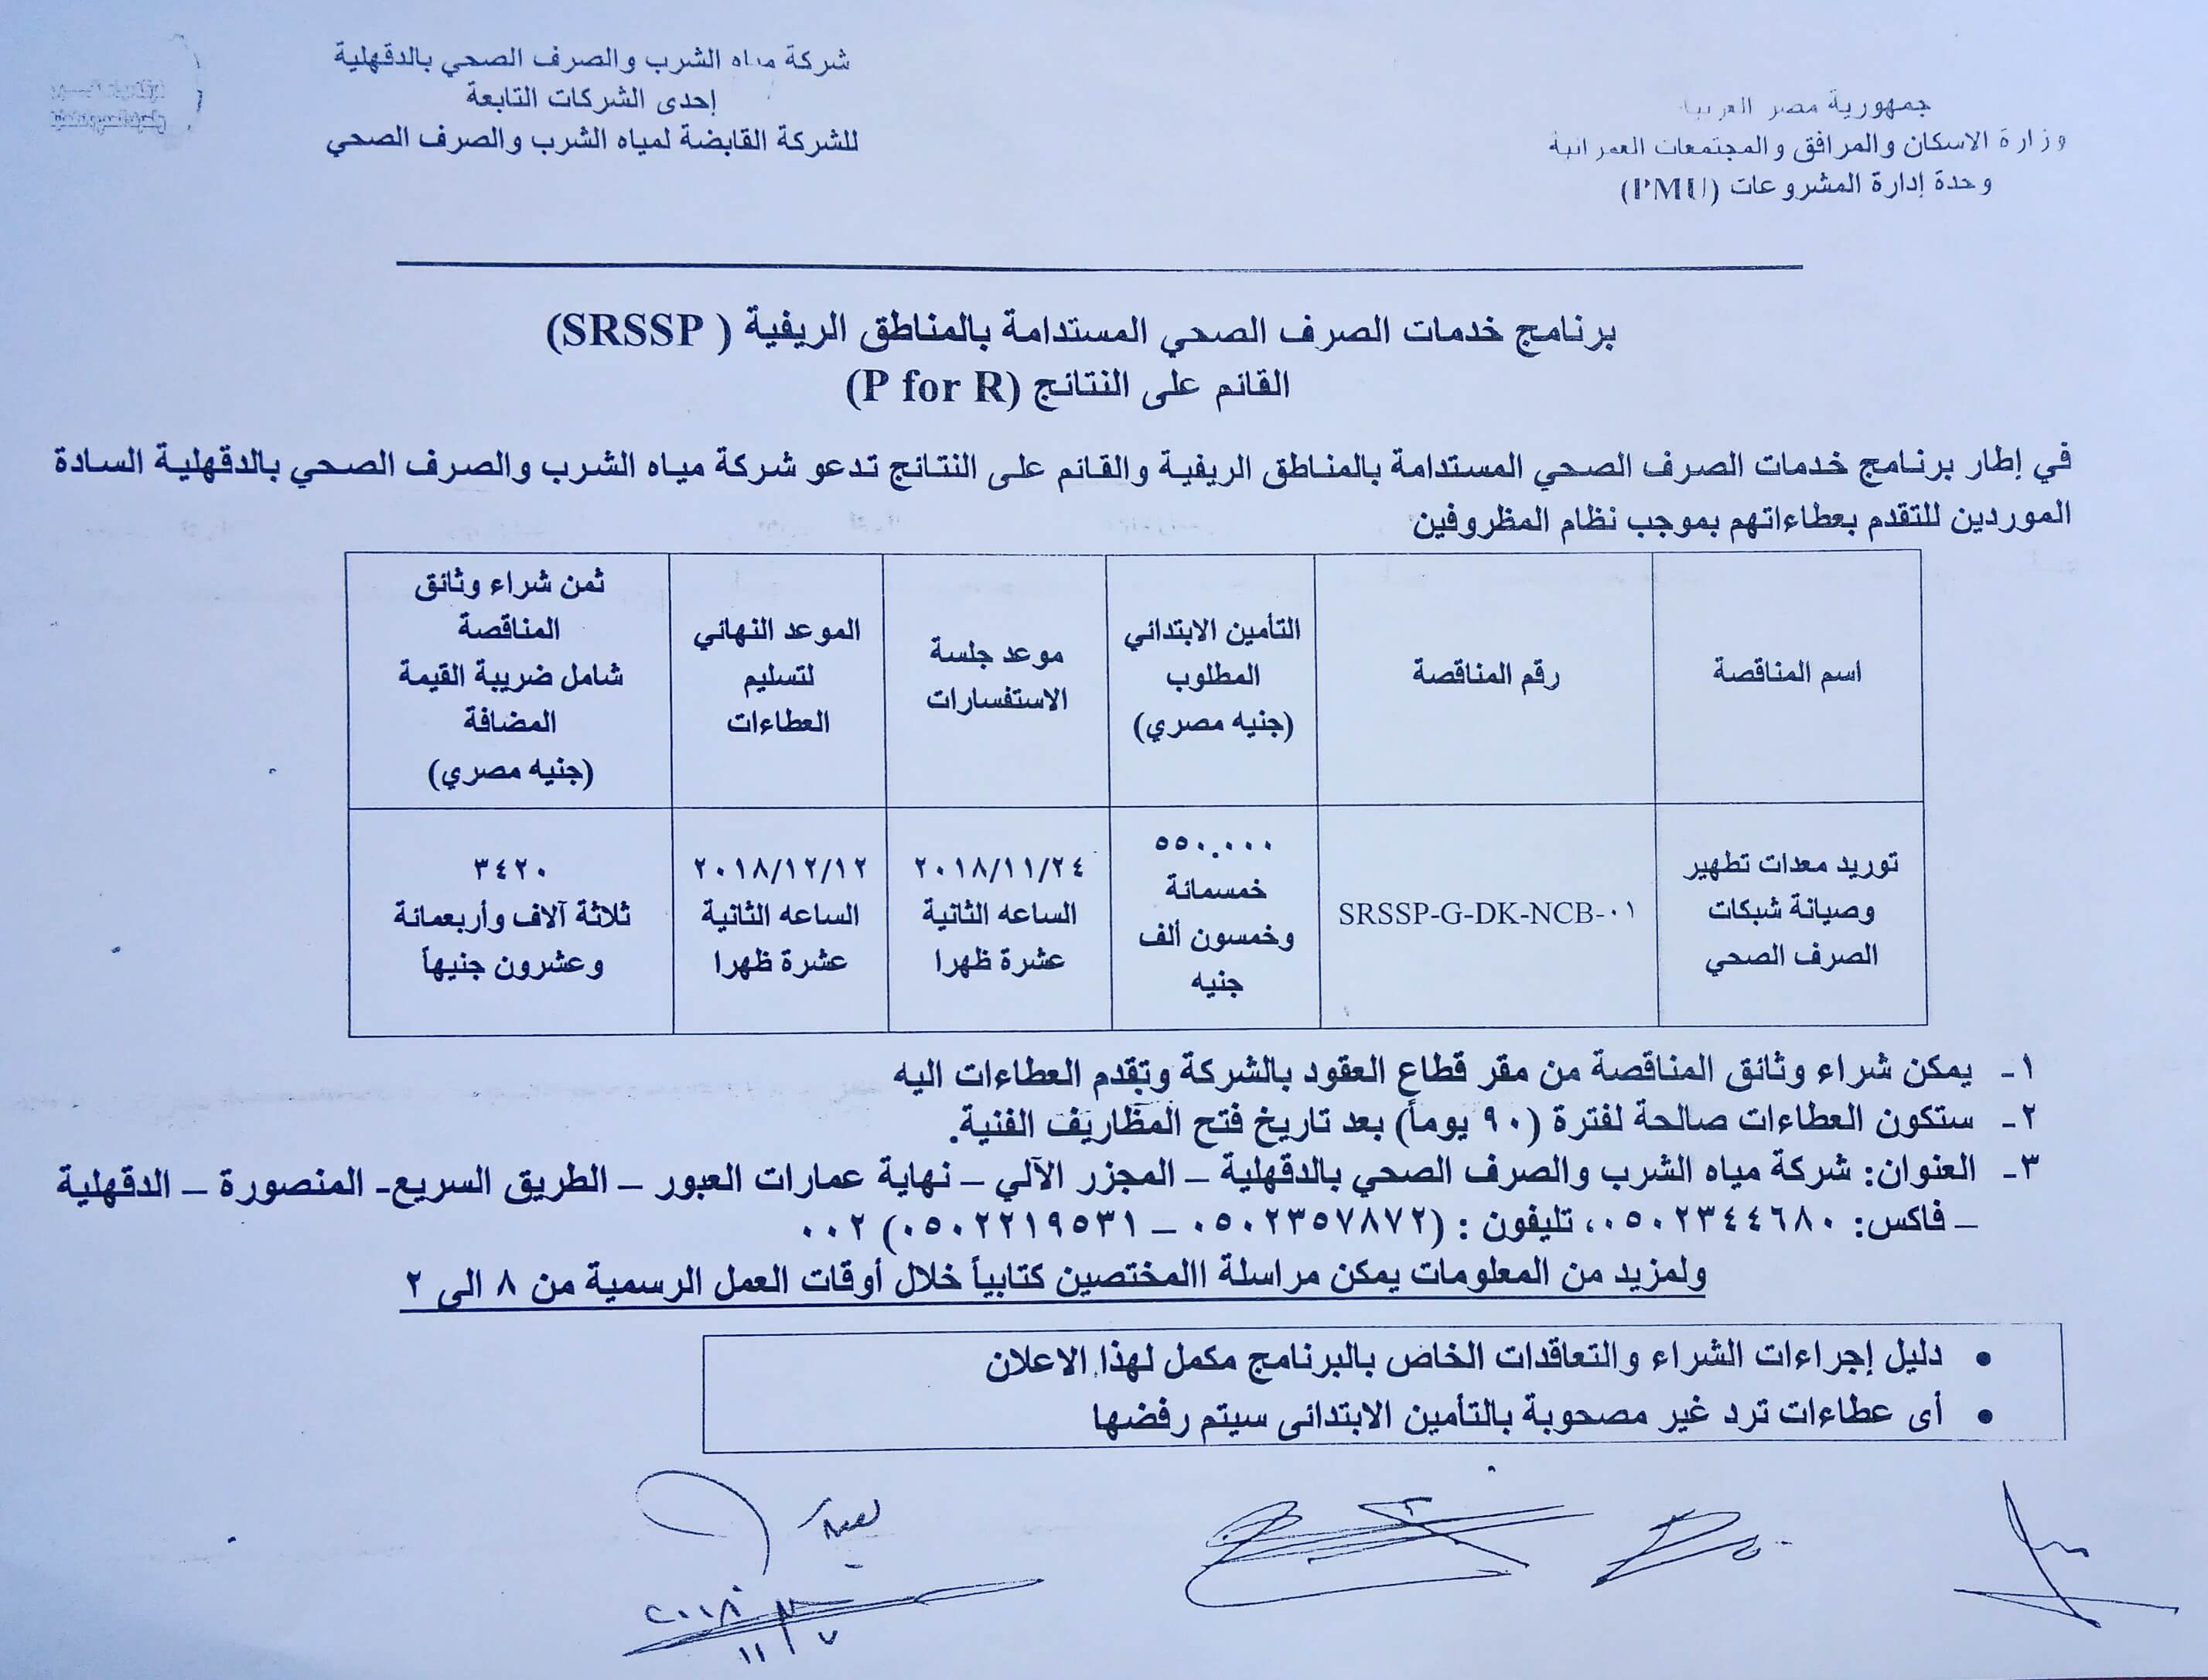 جمهورية مصر العربية
وزارة الاسكان والمرافق والمجتمعات العمرانية
وحدة إدارة المشروعات (PMU)
شركة مياه الشرب والصرف الصحي بالدقهلية
إحدى الشركات التابعة
للشركة القابضة لمياه الشرب والصرف الصحي
برنامج خدمات الصرف الصحي المستدامة بالمناطق الريفية ( SRSSP)
القائم على النتائج (P for R)
في إطار برنامج خدمات الصرف الصحي المستدامة بالمناطق الريفية والقائم على النتائج تدعو شركة مياه الشرب والصرف الصحي بالدقهلية السادة
الموردين للتقدم بعطاءاتهم بموجب نظام المظروفين
اسم المناقصة
رقم المناقصة
التأمين الابتدائي
المطلوب
(جنيه مصري)
موعد جلسة
الاستفسارات
الموعد النهائي
لتسليم
العطاءات
ثمن شراء وثائق
المناقصة
شامل ضريبة القيمة
المضافة
(جنيه مصري)
توريد معدات تطهير
وصيانة شبكات
الصرف الصحي
SRSSP-G-DK-NCB-٠١
٥٥٠.٠٠٠
خمسمائة
وخمسون ألف
جنيه
٢٠١٨/١١/٢٤
الساعه الثانية
عشرة ظهرا
٢٠١٨/١٢/١٢
الساعه الثانية
عشرة ظهرا
٣٤٢٠
ثلاثة آلاف وأربعمائة
وعشرون جنيهاً
١- يمكن شراء وثائق المناقصة من مقر قطاع العقود بالشركة وتقدم العطاءات اليه
٢- ستكون العطاءات صالحة لفترة (٩٠ يوماً) بعد تاريخ فتح المظاريف الفنية.
٣- العنوان: شركة مياه الشرب والصرف الصحي بالدقهلية – المجزر الآلي – نهاية عمارات العبور – الطريق السريع- المنصورة – الدقهلية
– فاكس: ٠٥٠٢٣٤٤٦٨٠، تليفون : (٠٥٠٢٣٥٧٨٧٢ – ٠٥٠٢٢١٩٥٣١) ٠٠٢
ولمزيد من المعلومات يمكن مراسلة االمختصين كتابياً خلال أوقات العمل الرسمية من ٨ الى ٢
• دليل إجراءات الشراء والتعاقدات الخاص بالبرنامج مكمل لهذا الاعلان
• أى عطاءات ترد غير مصحوبة بالتأمين الابتدائى سيتم رفضها
٢٠١٨
١١/٧